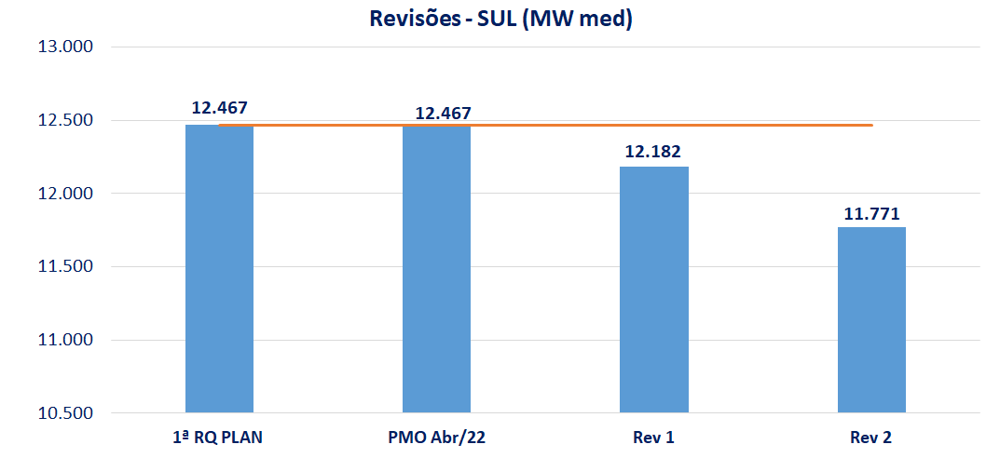 Revisões - SUL (MW med)
13.000
12.500
12.000
11.500
11.000
10.500
12.467
12.467
12.182
11.771
1ª RQ PLAN
PMO Abr/22
Rev 1
Rev 2